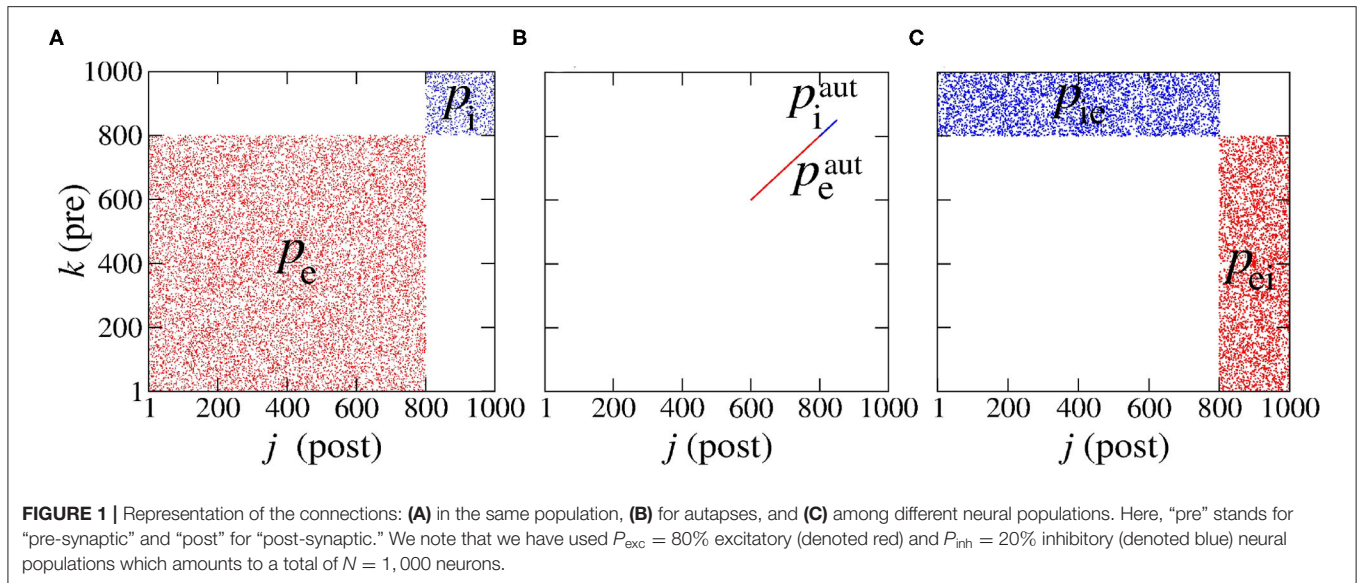 A
B
C
1000
800
600
400
200
1
k (pre)
p_i
p_e
1
200
400
600
800
1000
j (post)
p_i^aut
p_e^aut
1
200
400
600
800
1000
j (post)
p_ie
p_ei
1
200
400
600
800
1000
j (post)
FIGURE 1 | Representation of the connections: (A) in the same population, (B) for autapses, and (C) among different neural populations. Here, “pre” stands for
“pre-synaptic” and “post” for “post-synaptic.” We note that we have used P_exc = 80% excitatory (denoted red) and P_inh = 20% inhibitory (denoted blue) neural
populations which amounts to a total of N = 1, 000 neurons.